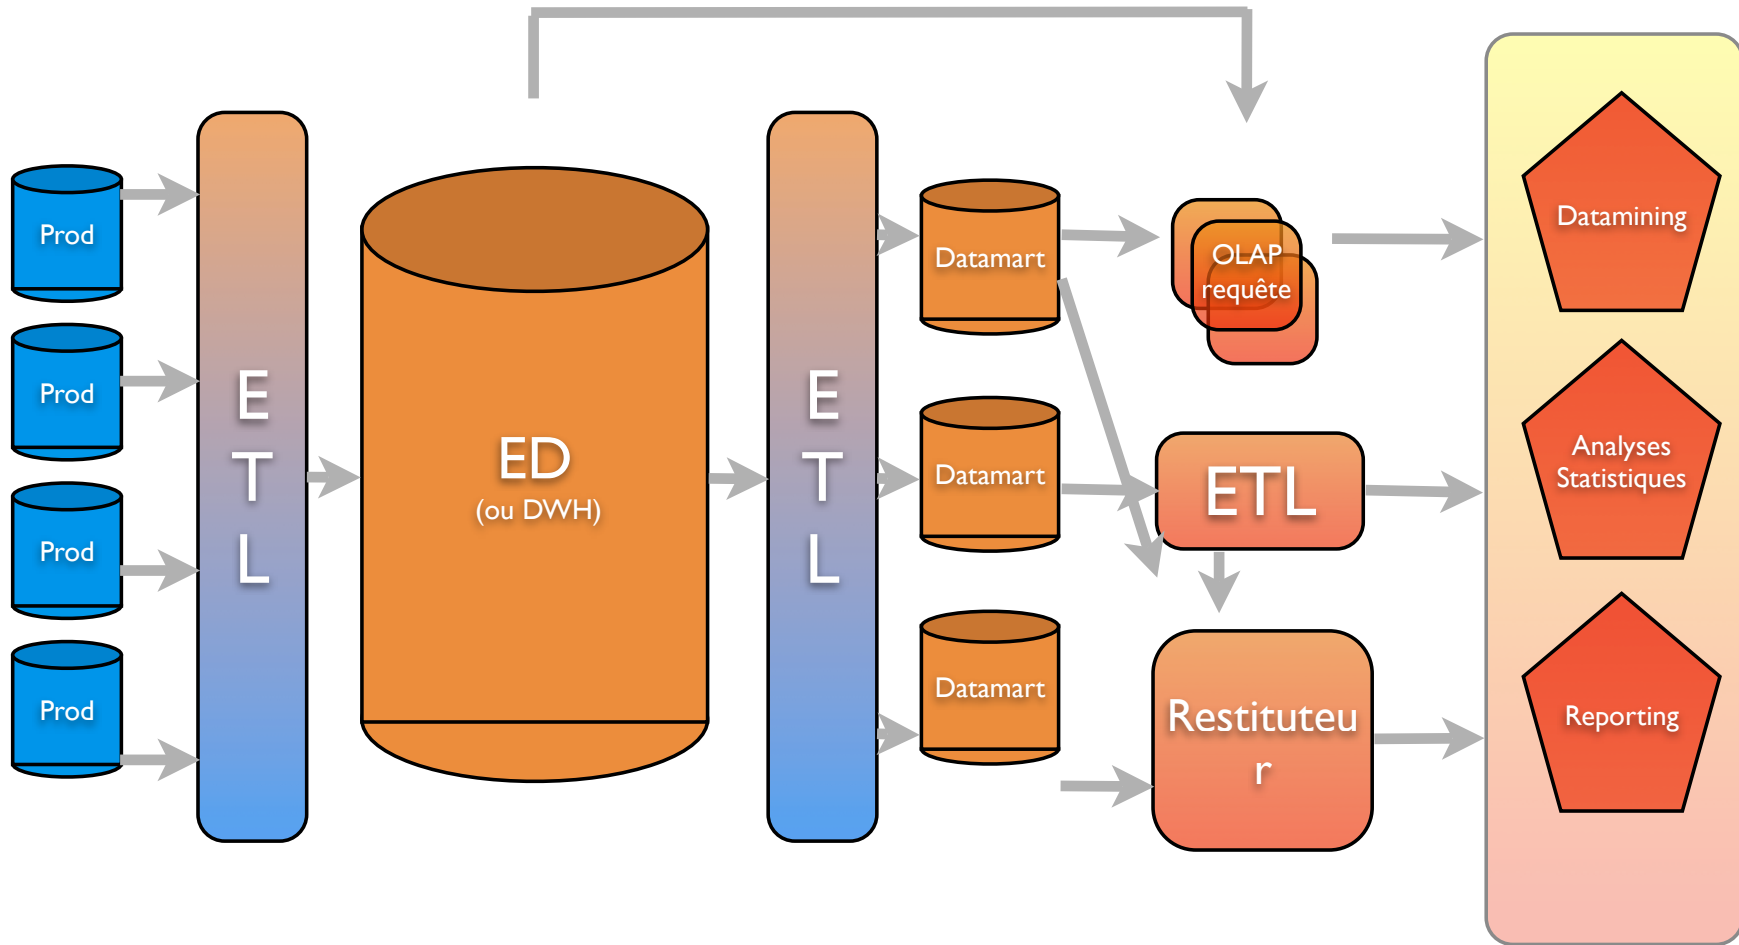 Prod
Prod
Prod
Prod
E
T
L
ED
(ou DWH)
E
T
L
Datamart
Datamart
Datamart
OLAP
requête
ETL
Restituteu
r
Datamining
Analyses
Statistiques
Reporting